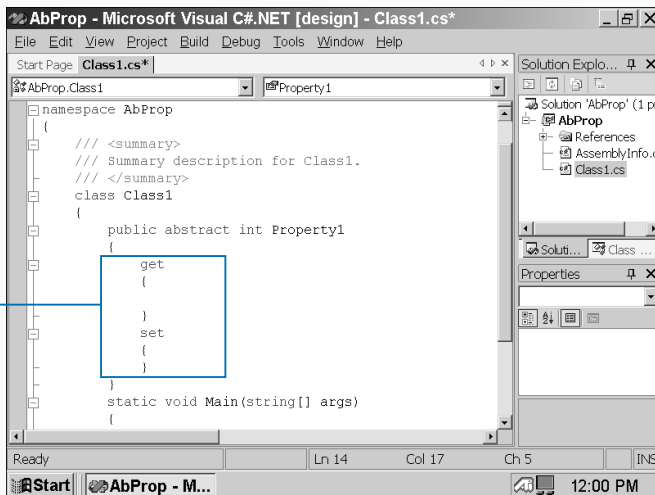 AbProp - Microsoft Visual C#.NET [design] - Class1.cs*
File Edit View Project Build Debug Tools Window Help
Start Page Class1.cs*
AbProp.Class1
Property1
namespace AbProp
{
/// <summary>
/// Summary description for Class1.
/// </summary>
class Class1
{
public abstract int Property1
{
get
{
}
set
{
}
}
static void Main(string[] args)
{
Solution Explo...
Solution 'AbProp' (1 p
AbProp
References
AssemblyInfo.c
Class1.cs
Soluti... Class ...
Properties
Ready Ln 14 Col 17 Ch 5 INS
Start AbProp - M... 12:00 PM